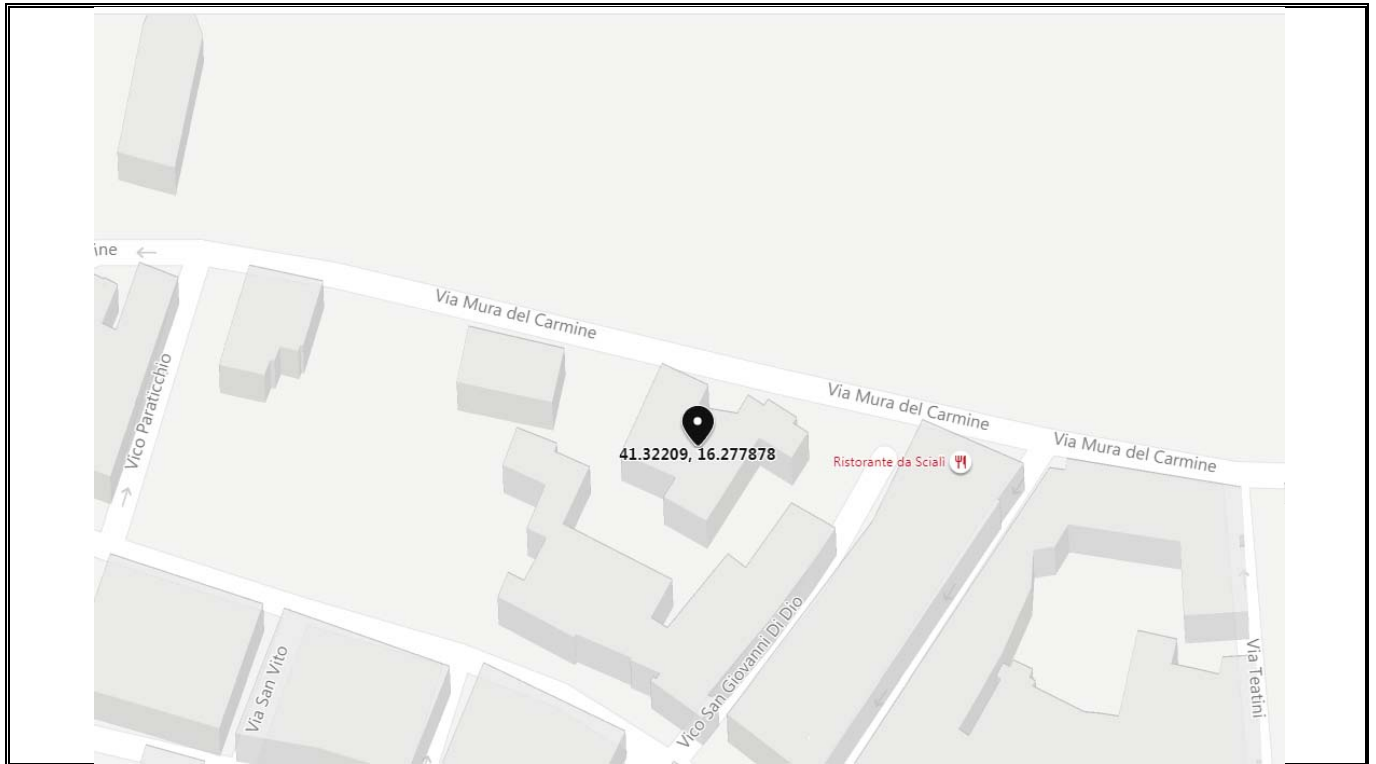 ine
Via Mura del Carmine
Via Mura del Carmine
Via Mura del Carmine
Vico Paraticchio
41.32209, 16.277878
Ristorante da Scialì
Vico San Giovanni Di Dio
Via San Vito
Via Teatini